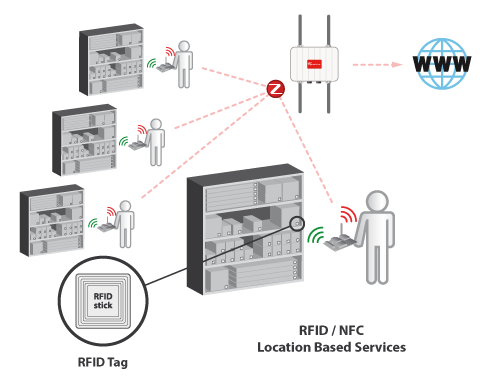 WWW
Z
RFID
stick
RFID Tag
RFID / NFC
Location Based Services